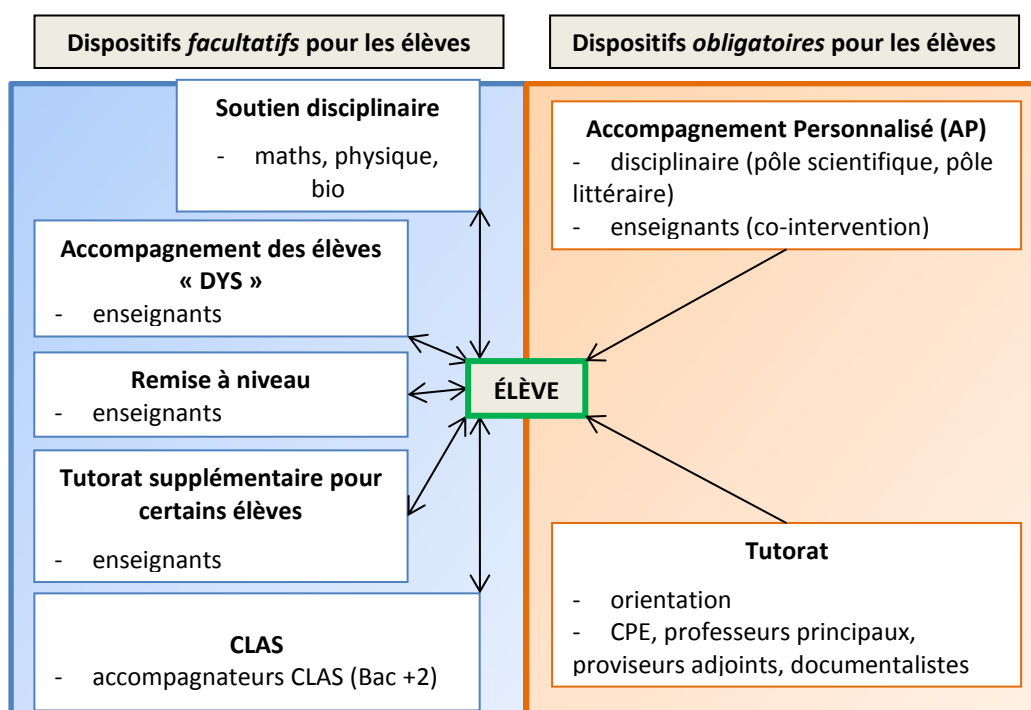 Dispositifs facultatifs pour les élèves
Soutien disciplinaire
- maths, physique,
bio
Accompagnement des élèves
« DYS »
- enseignants
Remise à niveau
- enseignants
Tutorat supplémentaire pour
certains élèves
- enseignants
CLAS
- accompagnateurs CLAS (Bac +2)
ÉLÈVE
Dispositifs obligatoires pour les élèves
Accompagnement Personnalisé (AP)
- disciplinaire (pôle scientifique, pôle
littéraire)
- enseignants (co-intervention)
Tutorat
- orientation
- CPE, professeurs principaux,
proviseurs adjoints, documentalistes